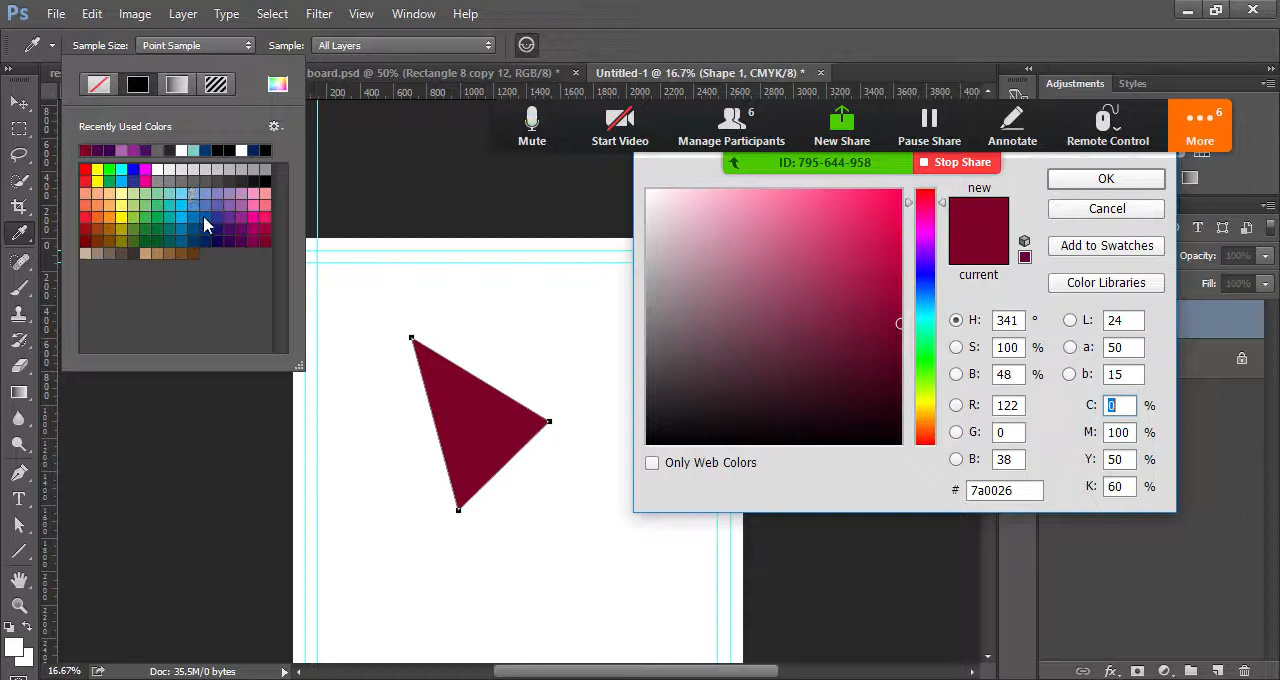 Ps File Edit Image Layer Type Select Filter View Window Help
Sample Size: Point Sample Sample: All Layers
board.psd @ 50% (Rectangle 8 copy 12, RGB/8) * × Untitled-1 @ 16.7% (Shape 1, CMYK/8) * ×
Adjustments Styles
200 400 600 800 1000 1200 1400 1600 1800 2000 2200 2400 2600 2800 3000 3200 3400 3600 3800
6 6
Mute Start Video Manage Participants New Share Pause Share Annotate Remote Control More
ID: 795-644-958 Stop Share
Recently Used Colors
new
current
OK
Cancel
Add to Swatches
Color Libraries
Opacity: 100%
Fill: 100%
H: 341 ° L: 24
S: 100 % a: 50
B: 48 % b: 15
R: 122 C: 0 %
G: 0 M: 100 %
B: 38 Y: 50 %
# 7a0026 K: 60 %
Only Web Colors
16.67% Doc: 35.5M/0 bytes